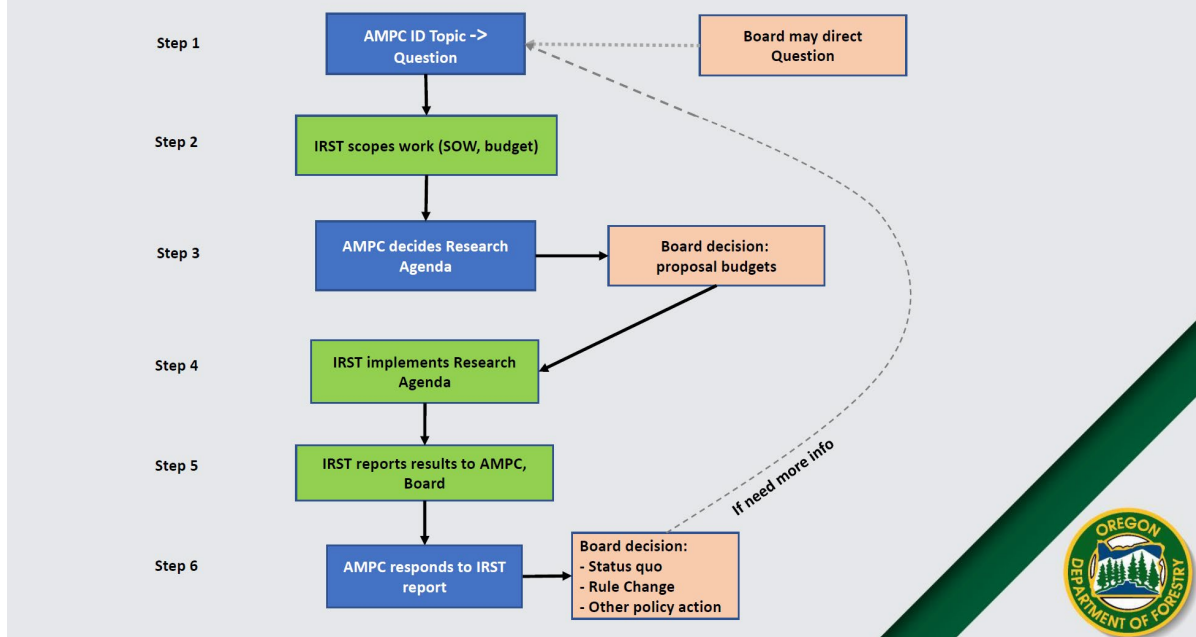 Step 1
AMPC ID Topic ->
Question
Board may direct
Question
Step 2
IRST scopes work (SOW, budget)
Step 3
AMPC decides Research
Agenda
Board decision:
proposal budgets
Step 4
IRST implements Research
Agenda
Step 5
IRST reports results to AMPC,
Board
If need more info
Step 6
AMPC responds to IRST
report
Board decision:
- Status quo
- Rule Change
- Other policy action
OREGON
DEPARTMENT OF FORESTRY